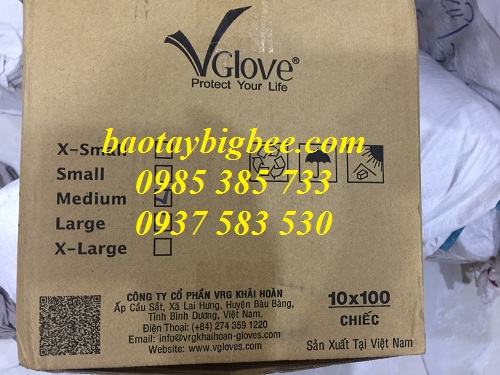 VGlove®
Protect Your Life
baotaybigbee.com
X-Small
Small
Medium
Large
X-Large
0985 385 733
0937 583 530
CÔNG TY CỔ PHẦN VRG KHẢI HOÀN
Ấp Cầu Sắt, Xã Lai Hưng, Huyện Bàu Bàng,
Tỉnh Bình Dương, Việt Nam.
Điện Thoại: (+84) 274 359 1220
Email: info@vrgkhaihoan-gloves.com
Website: www.vgloves.com
10x100
CHIẾC
Sản Xuất Tại Việt Nam